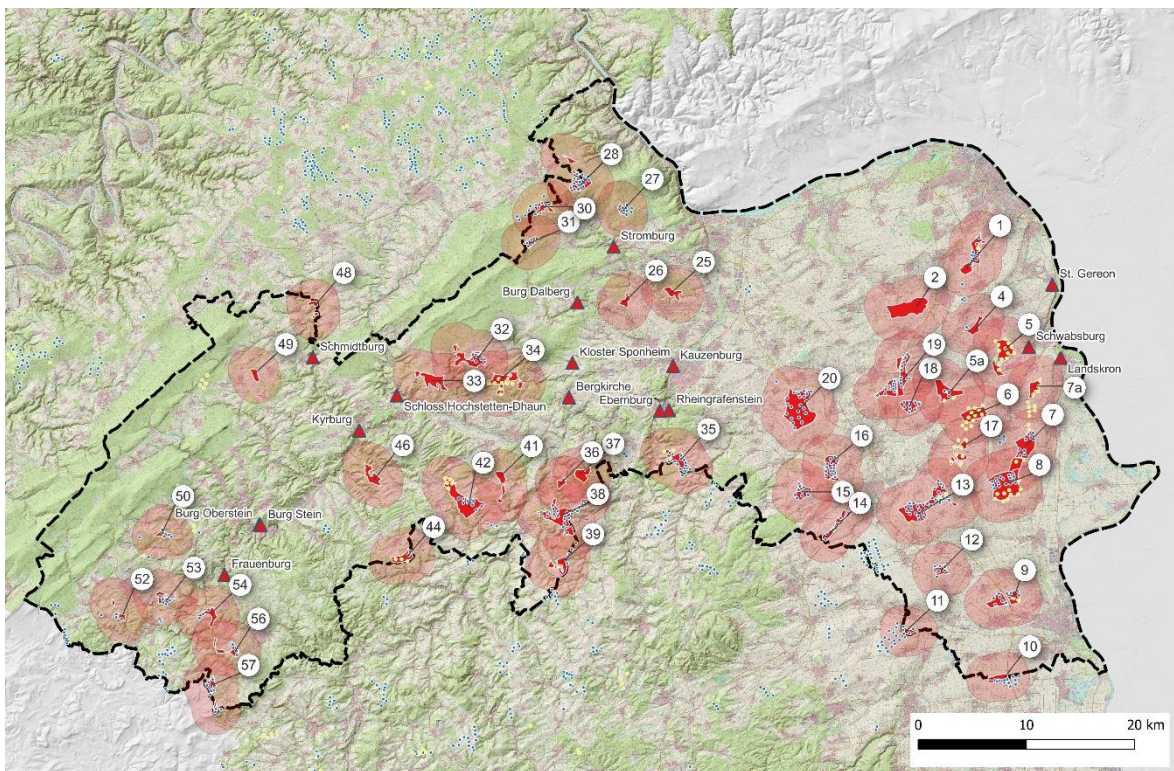 28
27
30
31
Stromburg
1
48
26
25
2
St. Gereon
Burg Dalberg
4
5
Schwabsburg
32
34
49
Schmidtburg
Kloster Sponheim
Kauzenburg
19
5a
Landskron
33
18
7a
Bergkirche
Ebernburg
Rheingrafenstein
20
6
Schloss Hochstetten-Dhaun
Kyrburg
7
17
35
37
36
41
46
42
16
8
15
38
13
14
50
Burg Oberstein
Burg Stein
39
44
Frauenburg
12
52
53
54
9
11
56
57
10
0 10 20 km